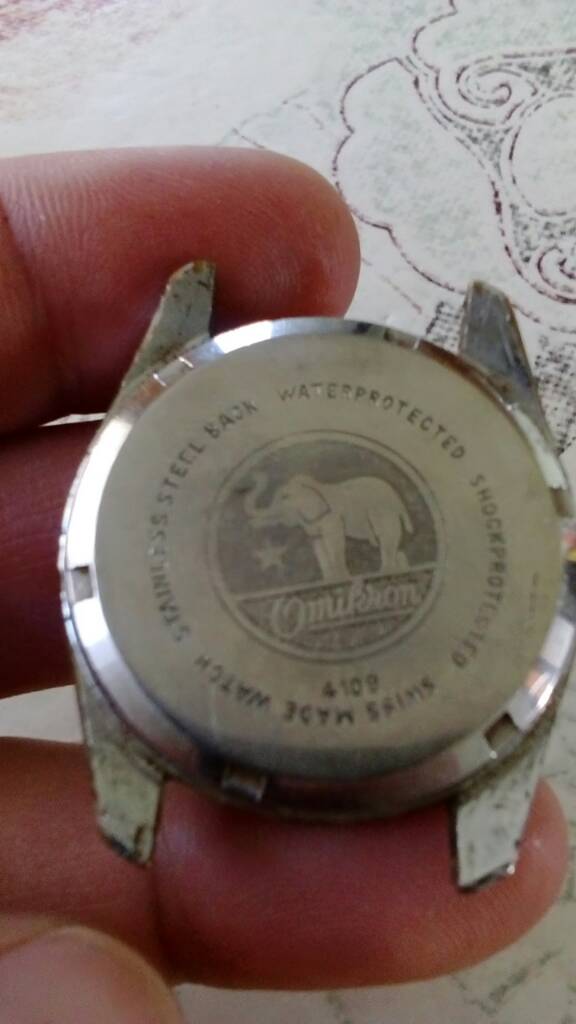 STAINLESS STEEL BACK WATERPROTECTED SHOCKPROTECTED SWISS MADE WATCH
Omikron
4109